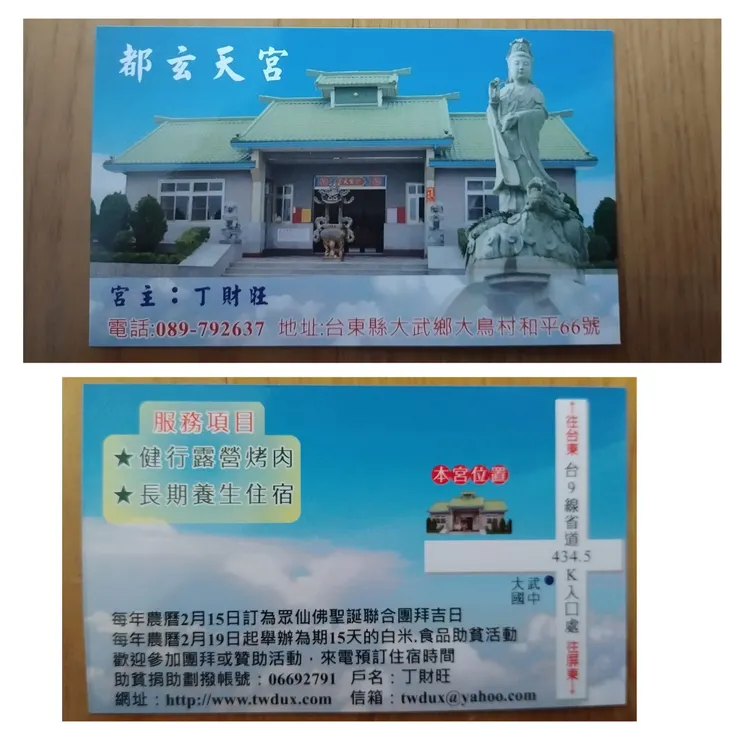 都玄天宮
宮主：丁財旺
電話:089-792637 地址:台東縣大武鄉大鳥村和平66號
服務項目
★健行露營烤肉
★長期養生住宿
本宮位置
往台東
台9線省道
434.5
K入口處
往屏東
大武
國中
每年農曆2月15日訂為眾仙佛聖誕聯合團拜吉日
每年農曆2月19日起舉辦為期15天的白米.食品助貧活動
歡迎參加團拜或贊助活動，來電預訂住宿時間
助貧捐助劃撥帳號：06692791 戶名：丁財旺
網址：http://www.twdux.com 信箱：twdux@yahoo.com